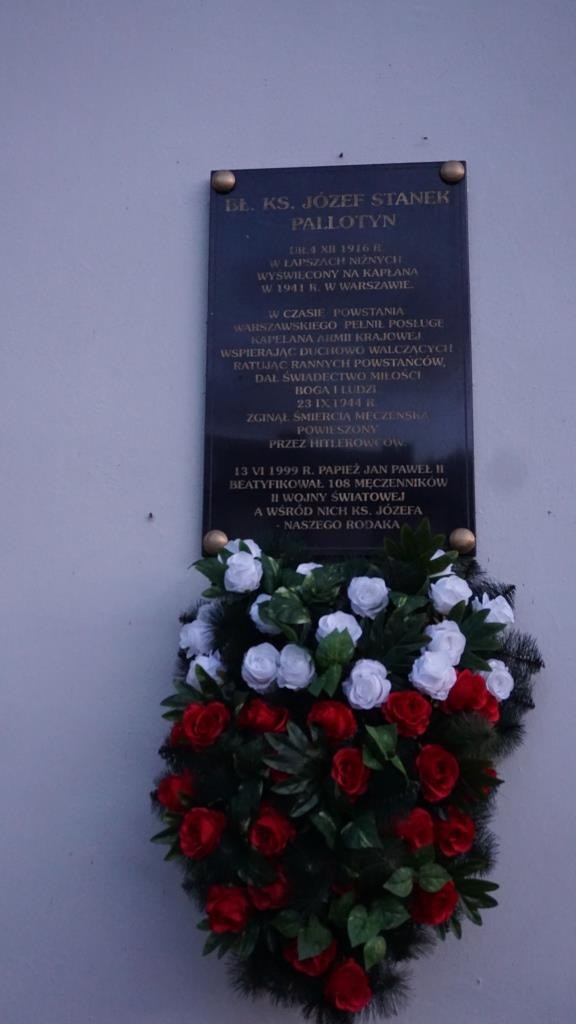 BŁ. KS. JÓZEF STANEK
PALLOTYN
UR.4 XII 1916 R.
W ŁAPSZACH NIŻNYCH
WYŚWIĘCONY NA KAPŁANA
W 1941 R. W WARSZAWIE.
W CZASIE POWSTANIA
WARSZAWSKIEGO PEŁNIŁ POSŁUGĘ
KAPELANA ARMII KRAJOWEJ
WSPIERAJĄC DUCHOWO WALCZĄCYCH
RATUJĄC RANNYCH POWSTAŃCÓW,
DAŁ ŚWIADECTWO MIŁOŚCI
BOGA I LUDZI.
23 IX 1944 R.
ZGINĄŁ ŚMIERCIĄ MĘCZEŃSKĄ
POWIESZONY
PRZEZ HITLEROWCÓW.
13 VI 1999 R. PAPIEŻ JAN PAWEŁ II
BEATYFIKOWAŁ 108 MĘCZENNIKÓW
II WOJNY ŚWIATOWEJ
A WŚRÓD NICH KS. JÓZEFA
- NASZEGO RODAKA